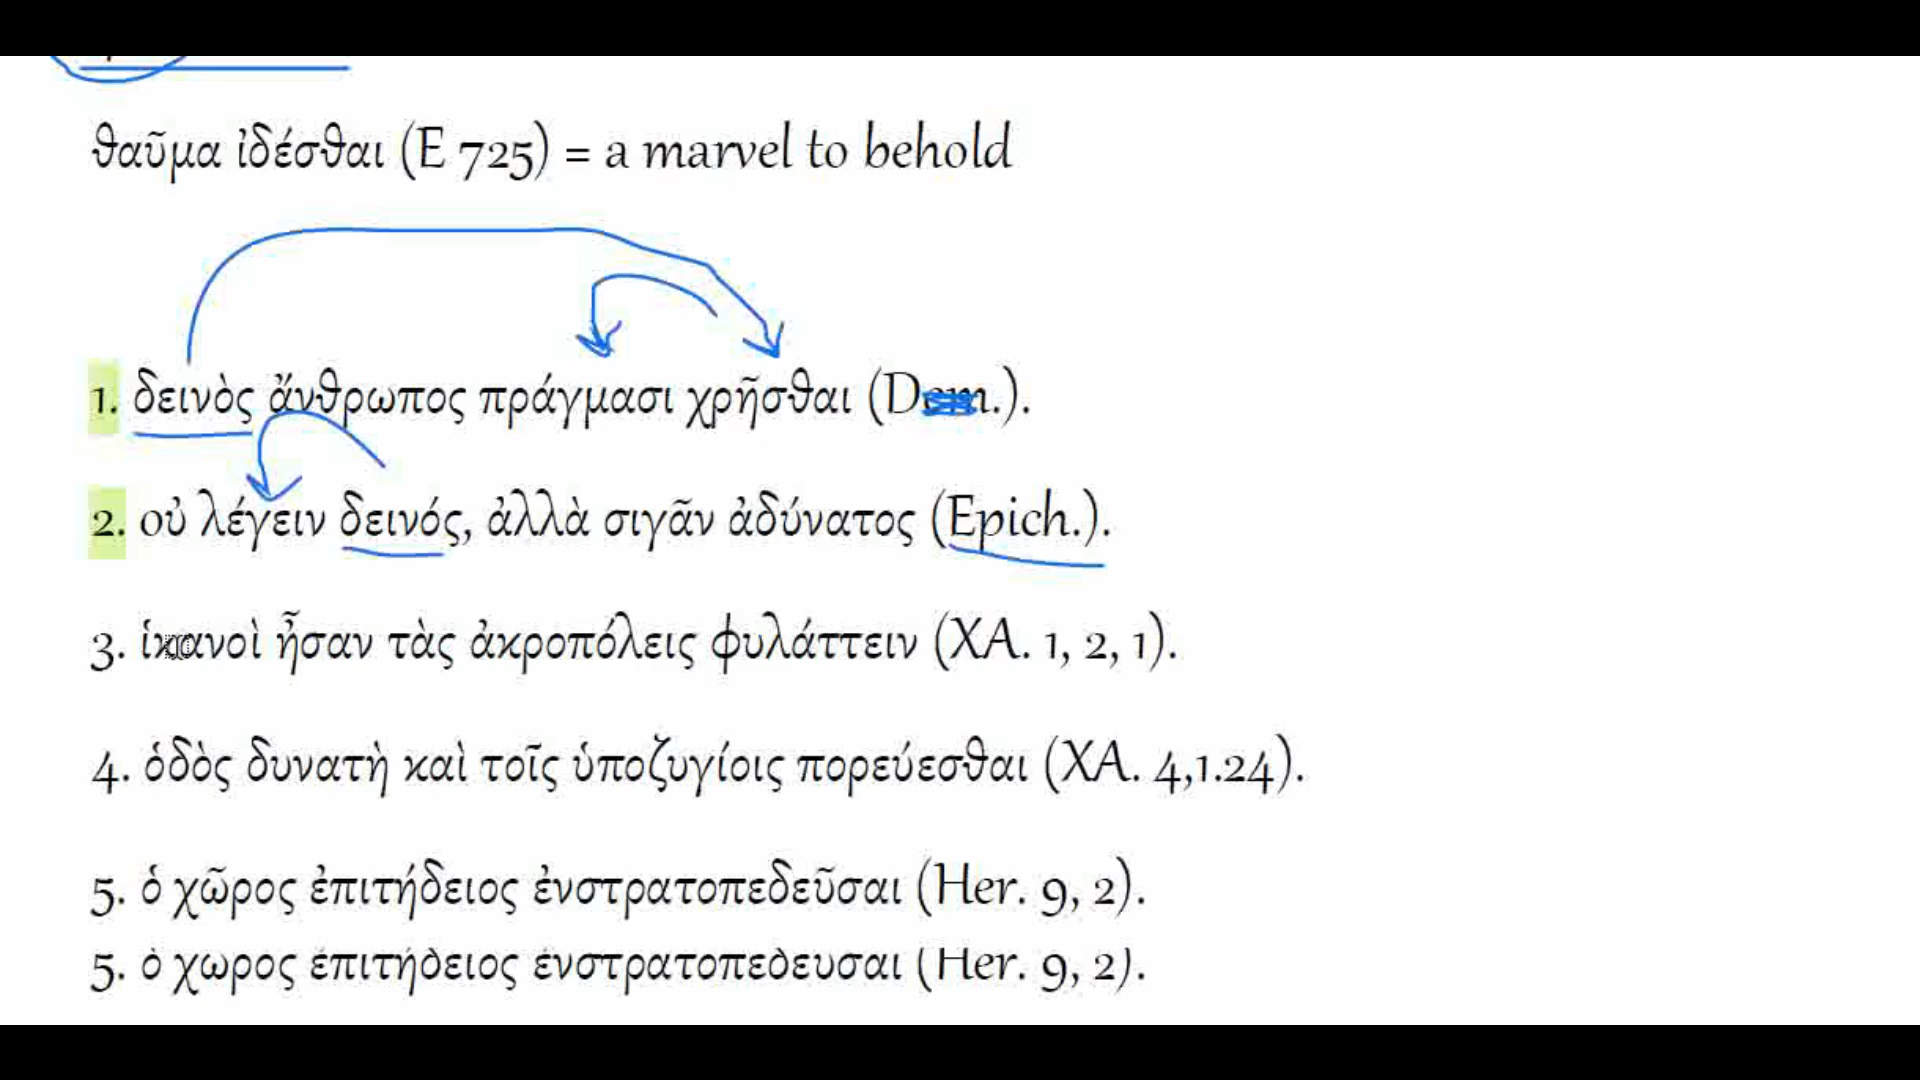 θαῦμα ἰδέσθαι (E 725) = a marvel to behold
1. δεινὸς ἄνθρωπος πράγμασι χρῆσθαι (Dem.).
2. οὐ λέγειν δεινός, ἀλλὰ σιγᾶν ἀδύνατος (Epich.).
3. ἱκανοὶ ἦσαν τὰς ἀκροπόλεις φυλάττειν (XA. 1, 2, 1).
4. ὁδὸς δυνατὴ καὶ τοῖς ὑποζυγίοις πορεύεσθαι (XA. 4,1.24).
5. ὁ χῶρος ἐπιτήδειος ἐνστρατοπεδεῦσαι (Her. 9, 2).
5. ὁ χωρος ἐπιτήδειος ἐνστρατοπεδευσαι (Her. 9, 2).